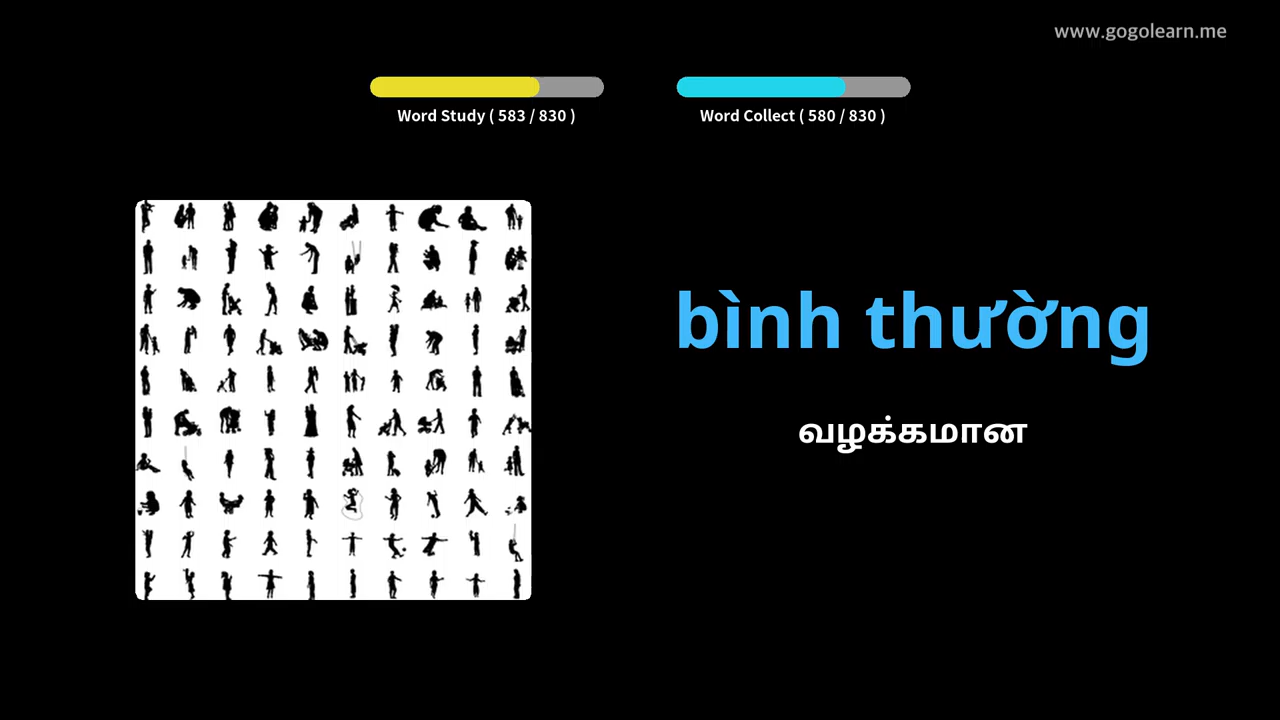 www.gogolearn.me
Word Study ( 583 / 830 )
Word Collect ( 580 / 830 )
bình thường
வழக்கமான